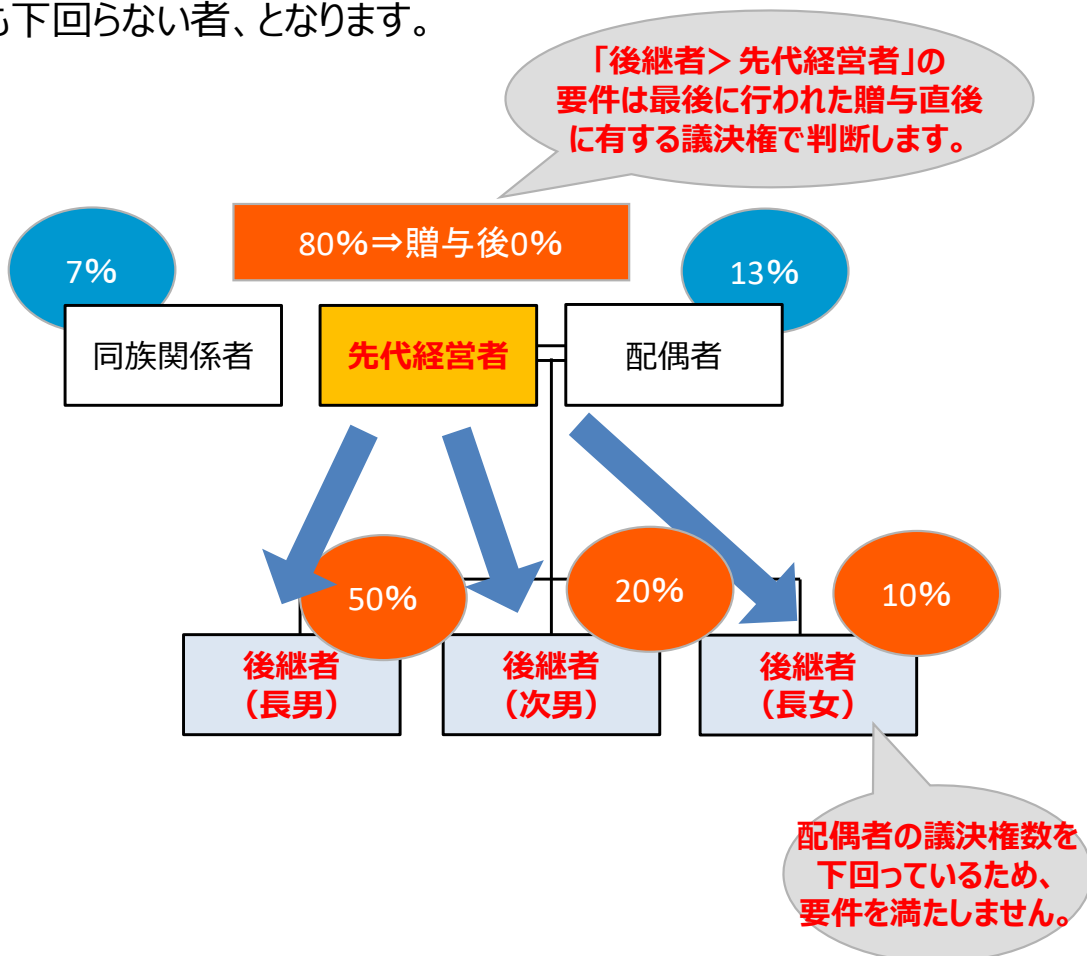 も下回らない者、となります。
「後継者＞先代経営者」の
要件は最後に行われた贈与直後
に有する議決権で判断します。
80%⇒贈与後0%
7%
13%
同族関係者
先代経営者
配偶者
50%
20%
10%
後継者
（長男）
後継者
（次男）
後継者
（長女）
配偶者の議決権数を
下回っているため、
要件を満たしません。